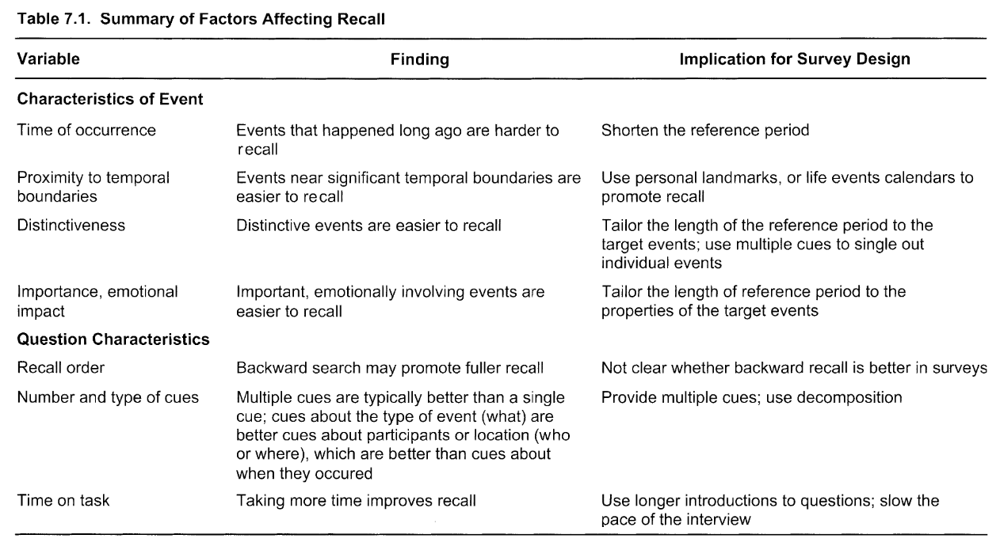 Table 7.1. Summary of Factors Affecting Recall
Variable Finding Implication for Survey Design
Characteristics of Event
Time of occurrence Events that happened long ago are harder to Shorten the reference period
recall
Proximity to temporal Events near significant temporal boundaries are Use personal landmarks, or life events calendars to
boundaries easier to recall promote recall
Distinctiveness Distinctive events are easier to recall Tailor the length of the reference period to the
target events; use multiple cues to single out
individual events
Importance, emotional Important, emotionally involving events are Tailor the length of reference period to the
impact easier to recall properties of the target events
Question Characteristics
Recall order Backward search may promote fuller recall Not clear whether backward recall is better in surveys
Number and type of cues Multiple cues are typically better than a single Provide multiple cues; use decomposition
cue; cues about the type of event (what) are
better cues about participants or location (who
or where), which are better than cues about
when they occured
Time on task Taking more time improves recall Use longer introductions to questions; slow the
pace of the interview